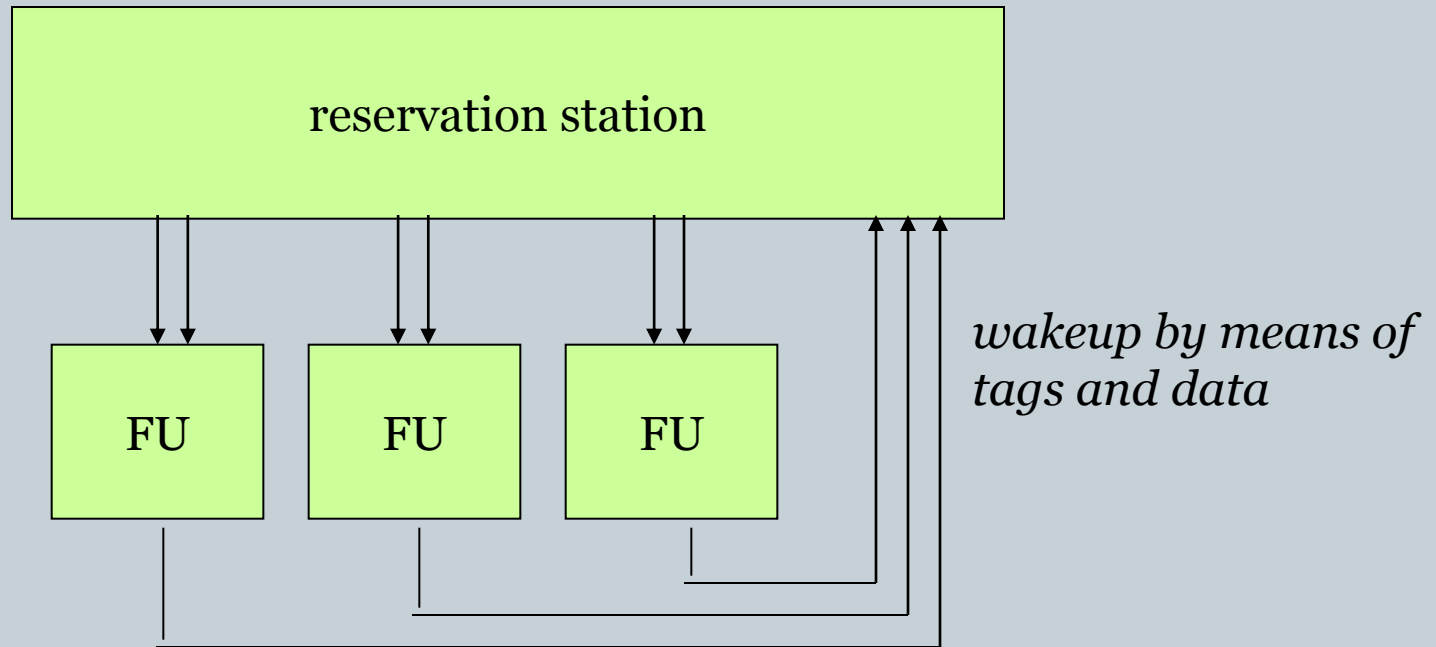 reservation station
wakeup by means of
tags and data
FU
FU
FU